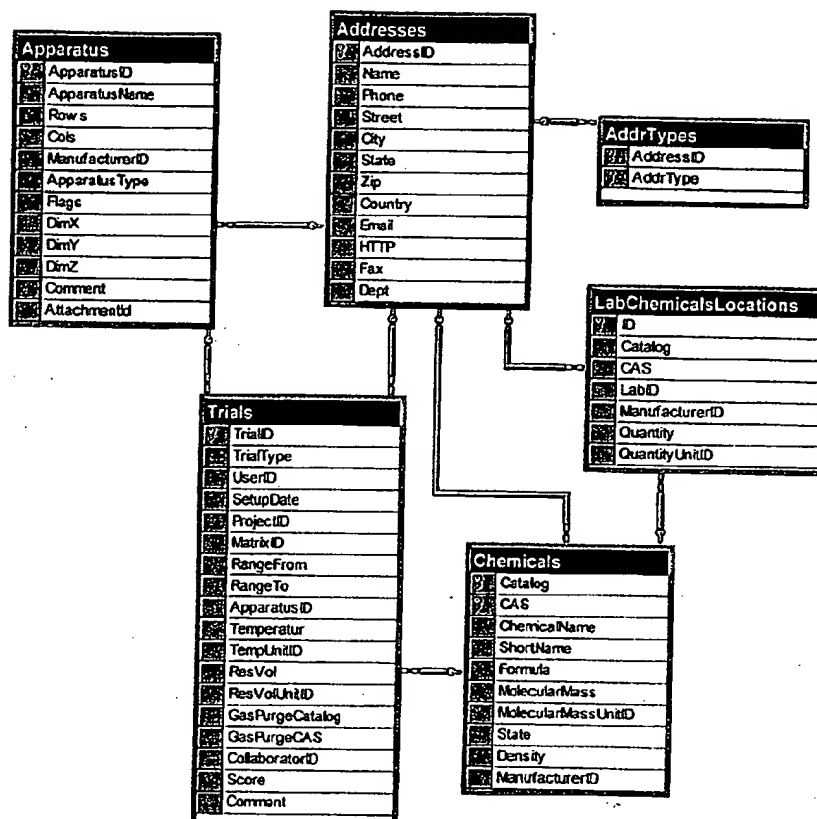 Apparatus
ApparatusID
ApparatusName
Rows
Cols
ManufacturerID
ApparatusType
Flags
DimX
DimY
DimZ
Comment
AttachmentId
Addresses
AddressID
Name
Phone
Street
City
State
Zip
Country
Email
HTTP
Fax
Dept
AddrTypes
AddressID
AddrType
LabChemicalsLocations
ID
Catalog
CAS
LabID
ManufacturerID
Quantity
QuantityUnitID
Trials
TrialID
TrialType
UserID
SetupDate
ProjectID
MatrixID
RangeFrom
RangeTo
ApparatusID
Temperatur
TempUnitID
ResVol
ResVolUnitID
GasPurgeCatalog
GasPurgeCAS
CollaboratorID
Score
Comment
Chemicals
Catalog
CAS
ChemicalName
ShortName
Formula
MolecularMass
MolecularMassUnitID
State
Density
ManufacturerID